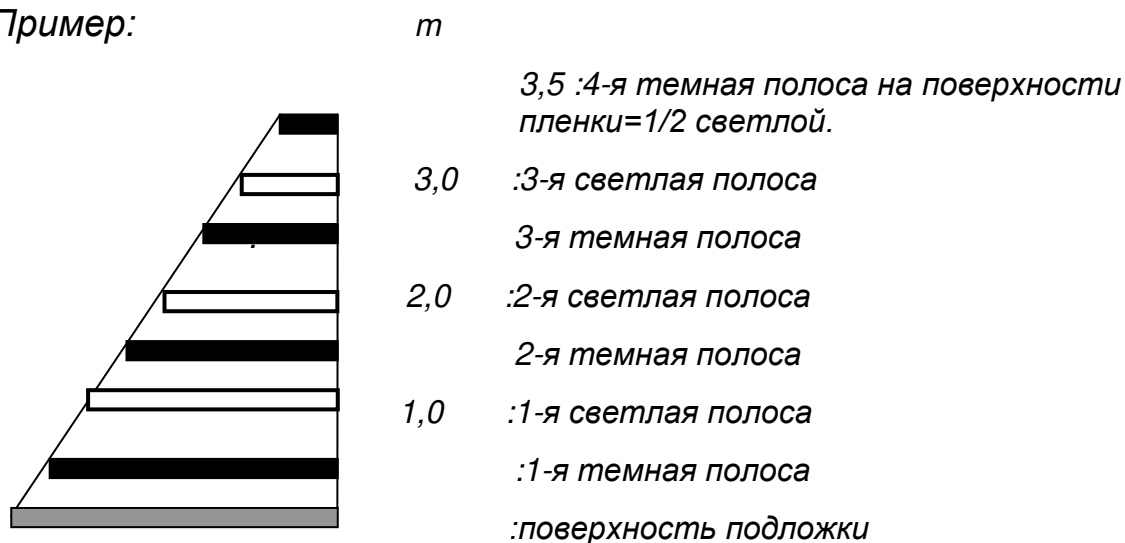 Пример: m
3,5 :4-я темная полоса на поверхности
пленки=1/2 светлой.
3,0 :3-я светлая полоса
3-я темная полоса
2,0 :2-я светлая полоса
2-я темная полоса
1,0 :1-я светлая полоса
:1-я темная полоса
:поверхность подложки